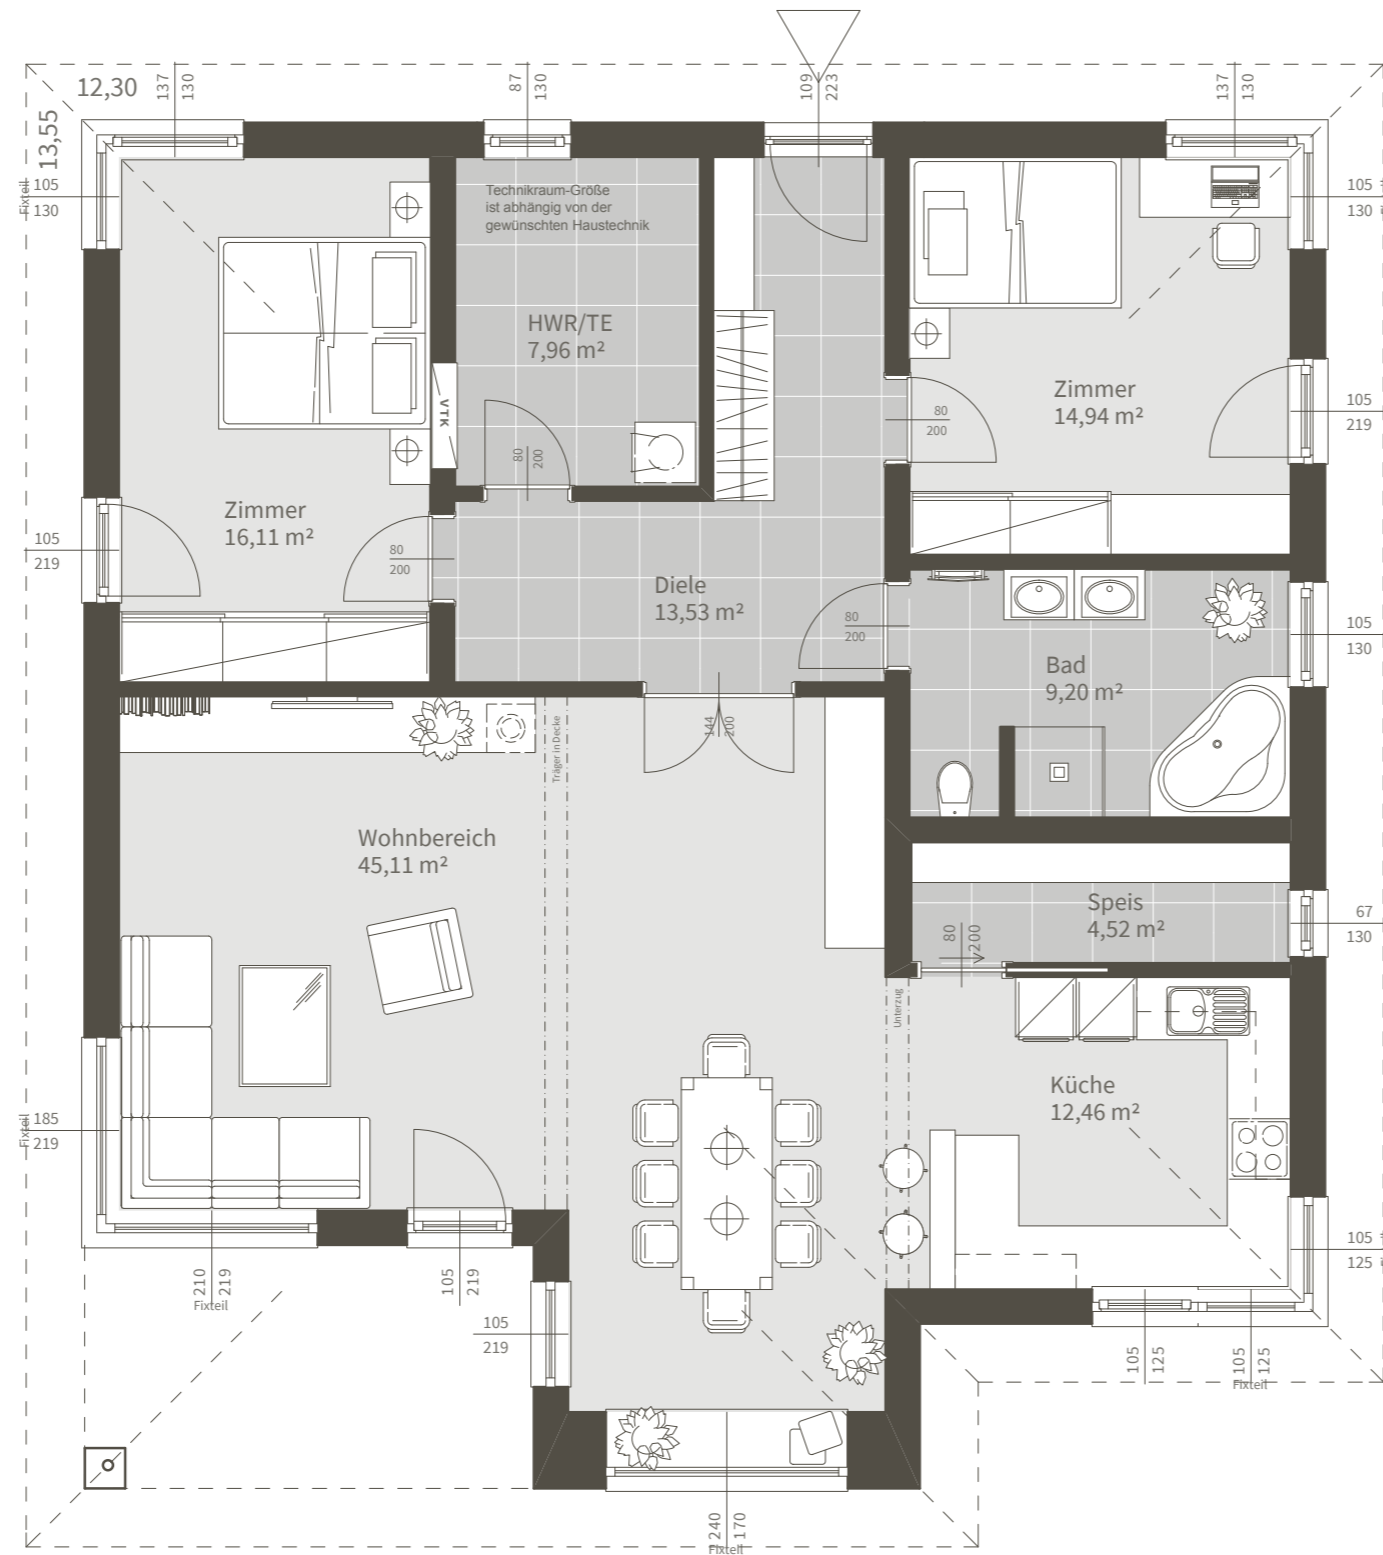 12,30
13,55
137
130
87
130
109
223
137
130
105
130
Fixteil
105
130
Technikraum-Größe
ist abhängig von der
gewünschten Haustechnik
HWR/TE
7,96 m²
VTK
80
200
Zimmer
14,94 m²
80
200
105
219
Zimmer
16,11 m²
105
219
80
200
Diele
13,53 m²
80
200
105
130
Bad
9,20 m²
144
200
Träger in Decke
Wohnbereich
45,11 m²
Speis
4,52 m²
67
130
80
200
Unterzug
Küche
12,46 m²
185
219
Fixteil
105
125
210
219
Fixteil
105
219
105
219
105
125
105
125
Fixteil
240
170
Fixteil